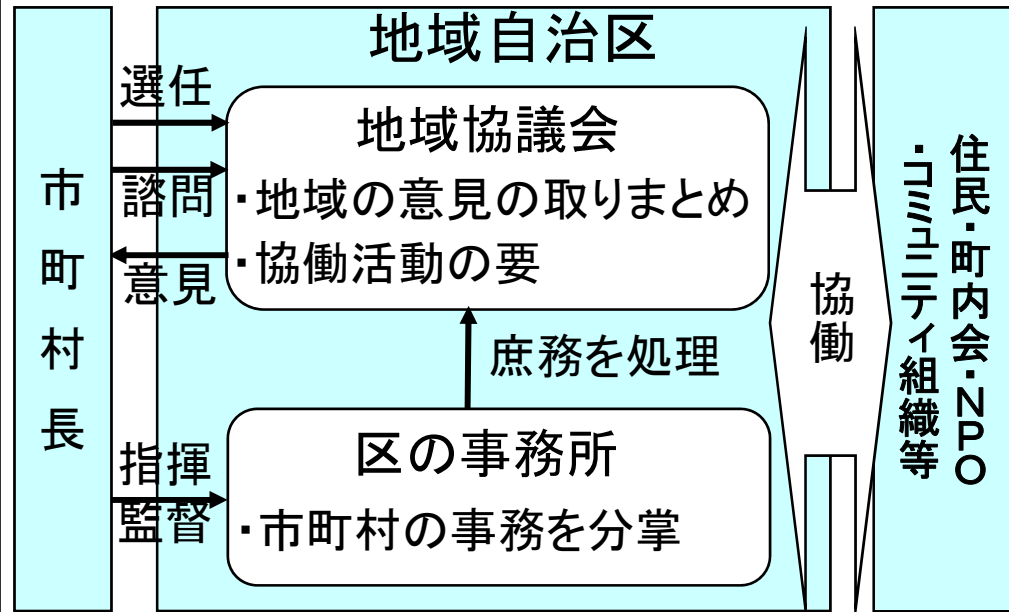 地域自治区
市町村長
選任
諮問
意見
地域協議会
・地域の意見の取りまとめ
・協働活動の要
庶務を処理
指揮
監督
区の事務所
・市町村の事務を分掌
協働
住民・町内会・NPO
・コミュニティ組織等